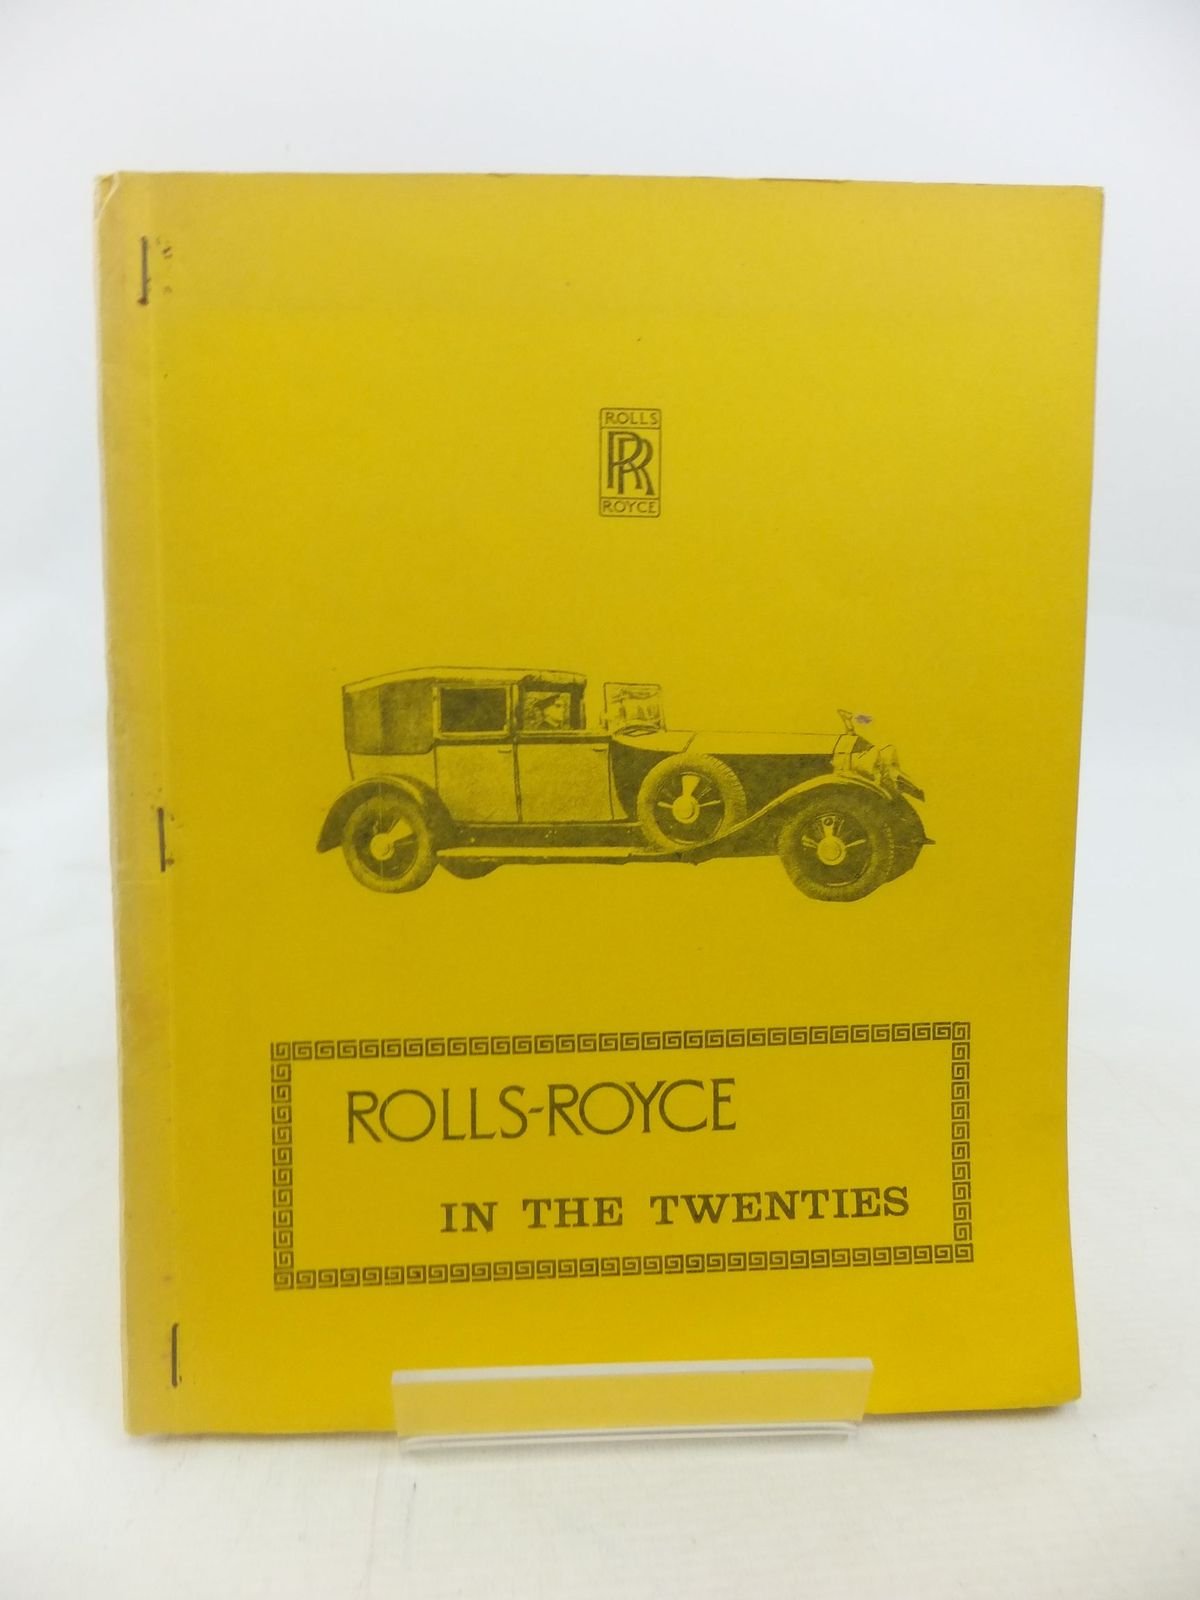 ROLLS
RR
ROYCE
ROLLS-ROYCE
IN THE TWENTIES